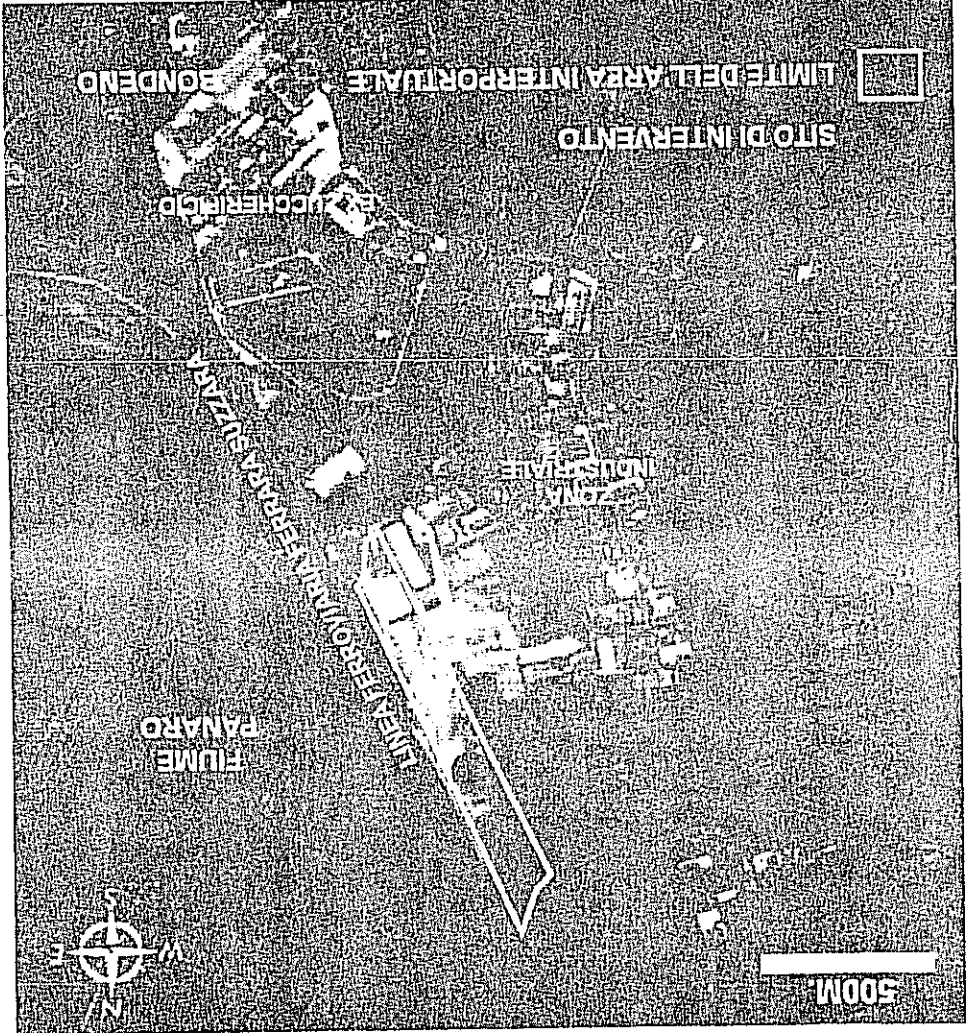 500M.
N
W E
S
FIUME
PANARO
LINEA FERROVIARIA FERRARA SUZZARA
ZONA
INDUSTRIALE
EX ZUCCHERIFICIO
SITO DI INTERVENTO
LIMITE DELL'AREA INTERPORTUALE
BONDENO